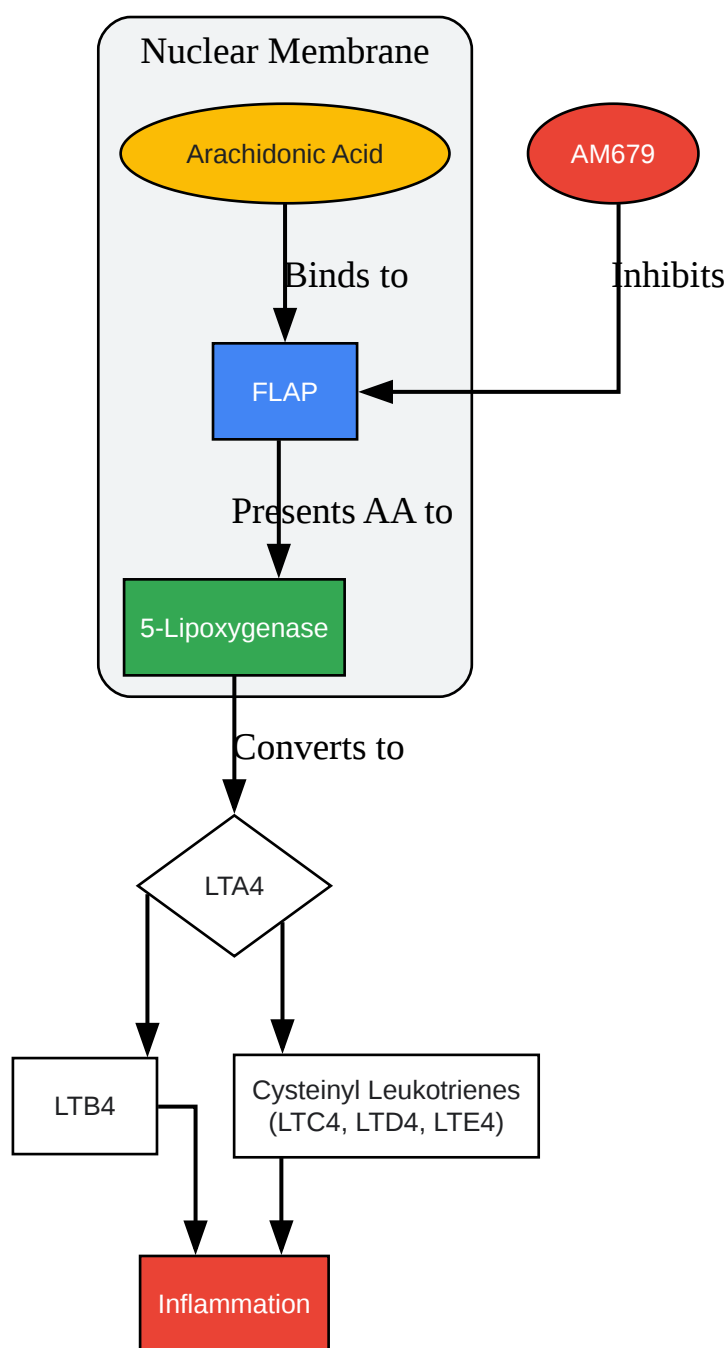 Nuclear Membrane
Arachidonic Acid
AM679
Binds to
Inhibits
FLAP
Presents AA to
5-Lipoxygenase
Converts to
LTA4
LTB4
Cysteinyl Leukotrienes
(LTC4, LTD4, LTE4)
Inflammation